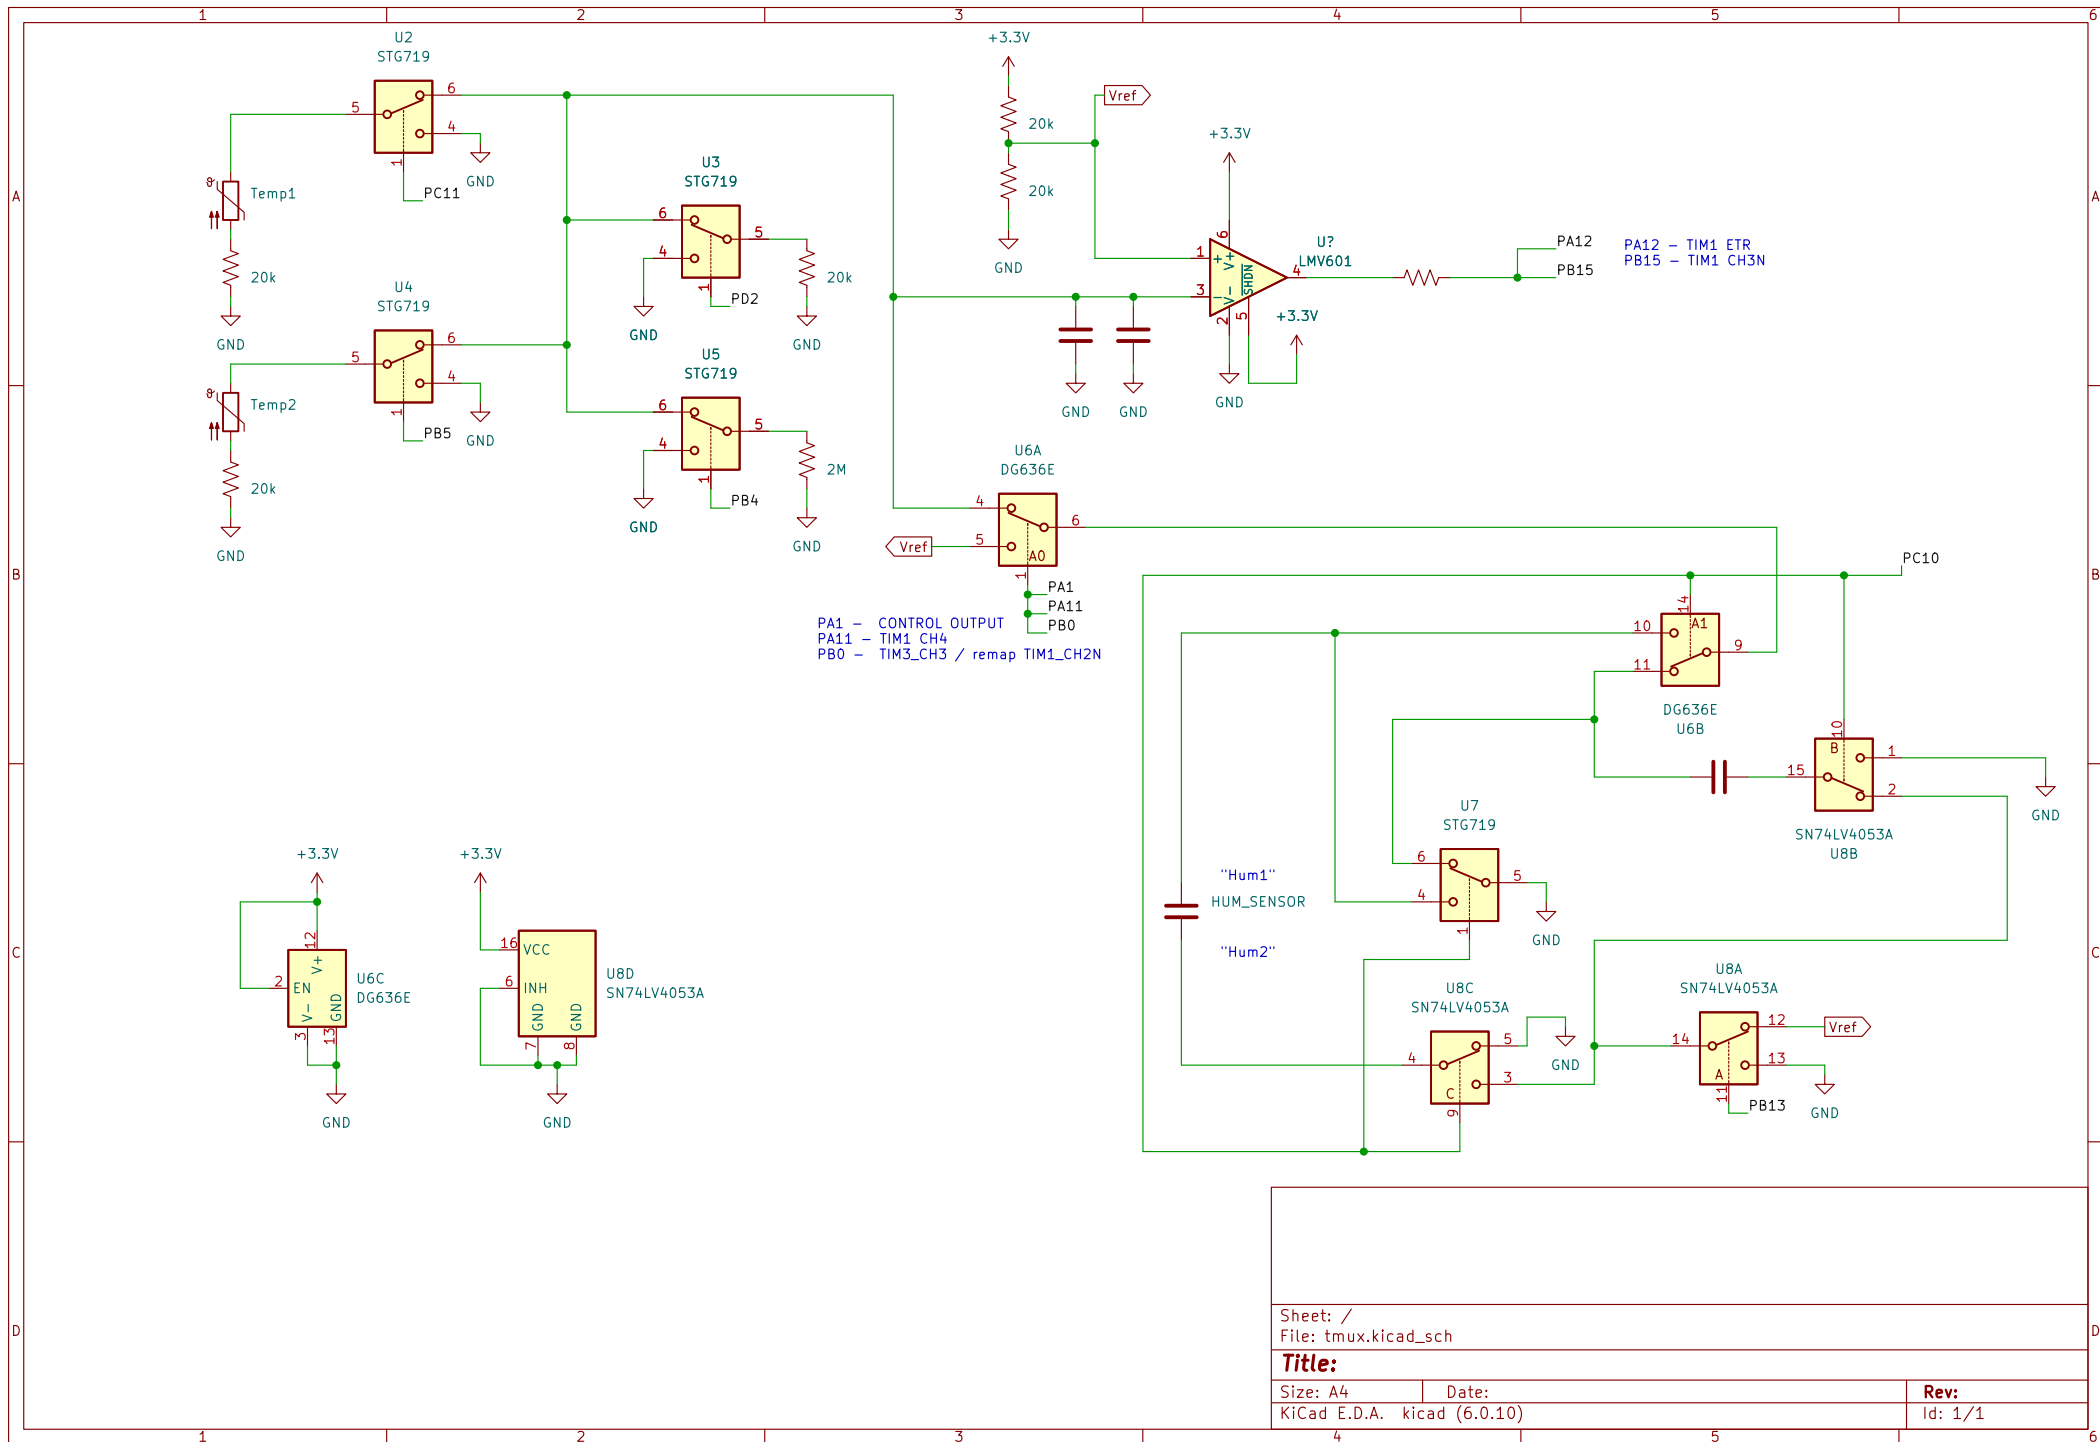 1 2 3 4 5 6
A
B
C
D
U2
STG719
5
6
4
1
PC11
GND
Temp1
20k
GND
U4
STG719
5
6
4
1
PB5
GND
Temp2
20k
GND
U3
STG719
6
4
5
1
PD2
GND
20k
GND
U5
STG719
6
4
5
1
PB4
GND
2M
GND
+3.3V
20k
20k
GND
Vref
+3.3V
U?
LMV601
1
3
6
2
5
4
+
-
V+
V-
SHDN
+3.3V
GND
GND
GND
PA12
PB15
PA12 - TIM1 ETR
PB15 - TIM1 CH3N
U6A
DG636E
4
5
6
A0
1
Vref
PA1
PA11
PB0
PA1 - CONTROL OUTPUT
PA11 - TIM1 CH4
PB0 - TIM3_CH3 / remap TIM1_CH2N
PC10
14
A1
10
11
9
DG636E
U6B
10
B
15
1
2
GND
SN74LV4053A
U8B
U7
STG719
6
4
5
1
GND
"Hum1"
HUM_SENSOR
"Hum2"
U8C
SN74LV4053A
4
5
3
C
9
GND
U8A
SN74LV4053A
14
12
13
A
11
Vref
PB13
GND
+3.3V
12
V+
2
EN
V-
GND
3
13
U6C
DG636E
GND
+3.3V
16
VCC
6
INH
GND
GND
7
8
U8D
SN74LV4053A
GND
Sheet: /
File: tmux.kicad_sch
Title:
Size: A4 Date: Rev:
KiCad E.D.A. kicad (6.0.10) Id: 1/1
A
B
C
D
1 2 3 4 5 6